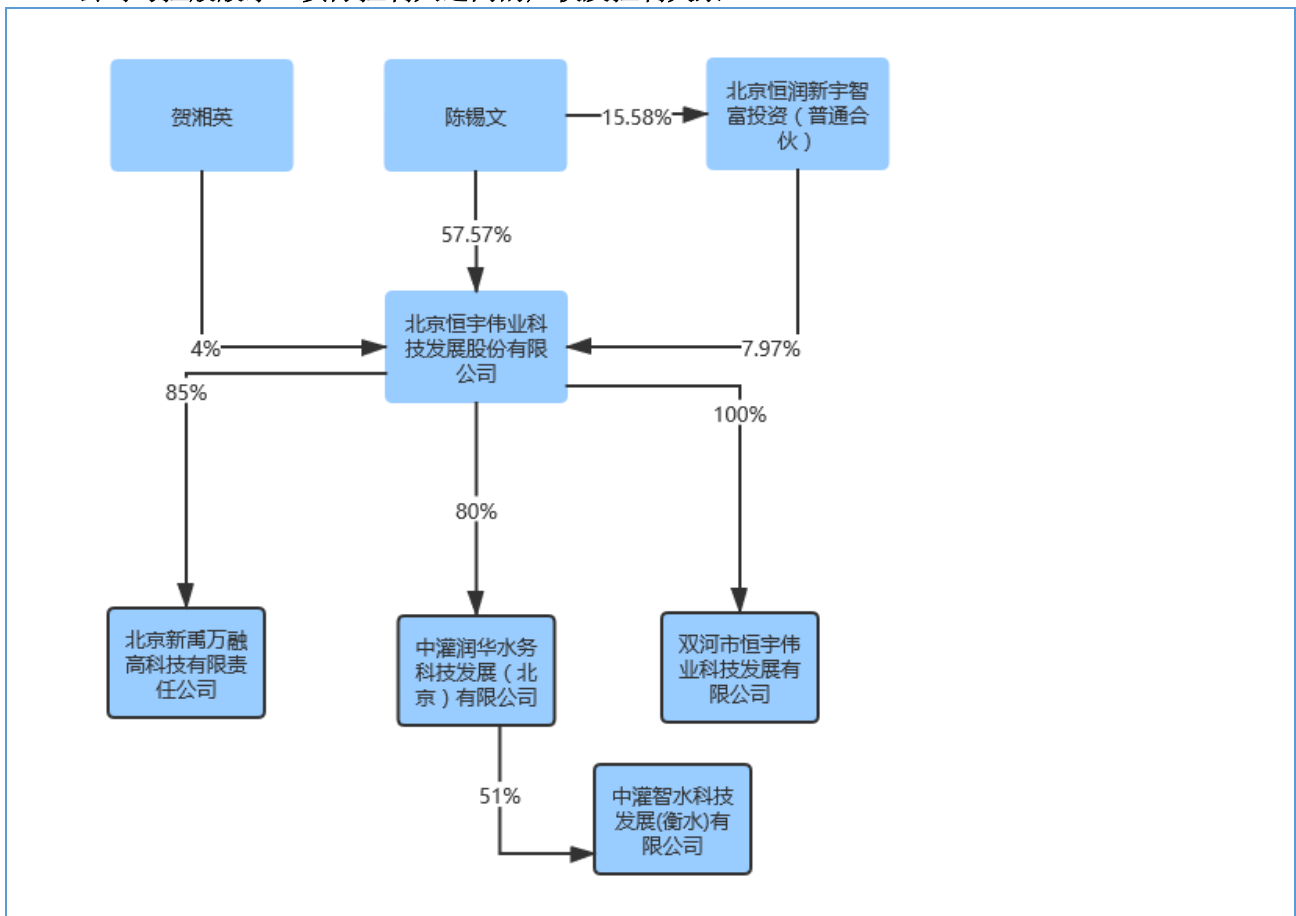 贺湘英
陈锡文
15.58%
北京恒润新宇智
富投资（普通合
伙）
57.57%
北京恒宇伟业科
技发展股份有限
公司
4%
7.97%
85%
100%
80%
北京新禹万融
高科技有限责
任公司
中灌润华水务
科技发展（北
京）有限公司
双河市恒宇伟
业科技发展有
限公司
51%
中灌智水科技
发展(衡水)有
限公司